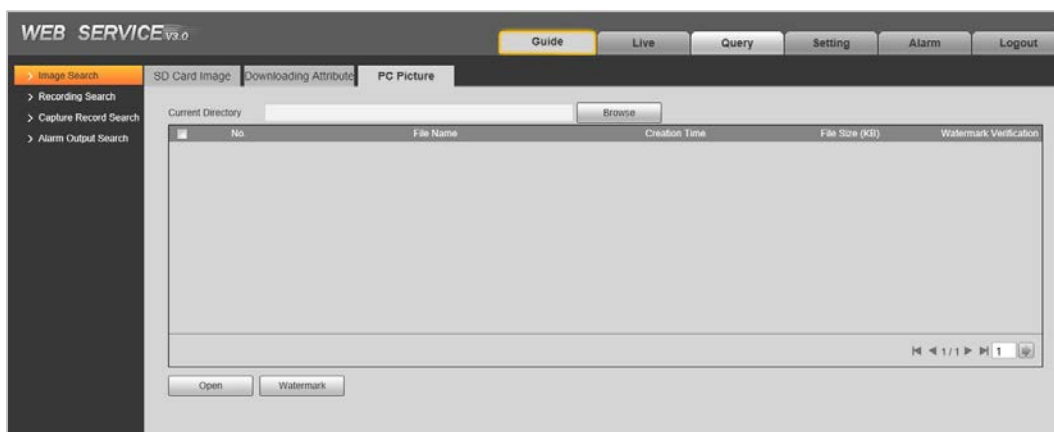 WEB SERVICE V3.0
Guide Live Query Setting Alarm Logout
> Image Search
> Recording Search
> Capture Record Search
> Alarm Output Search
SD Card Image Downloading Attribute PC Picture
Current Directory Browse
No. File Name Creation Time File Size (KB) Watermark Verification
1 / 1 1
Open Watermark